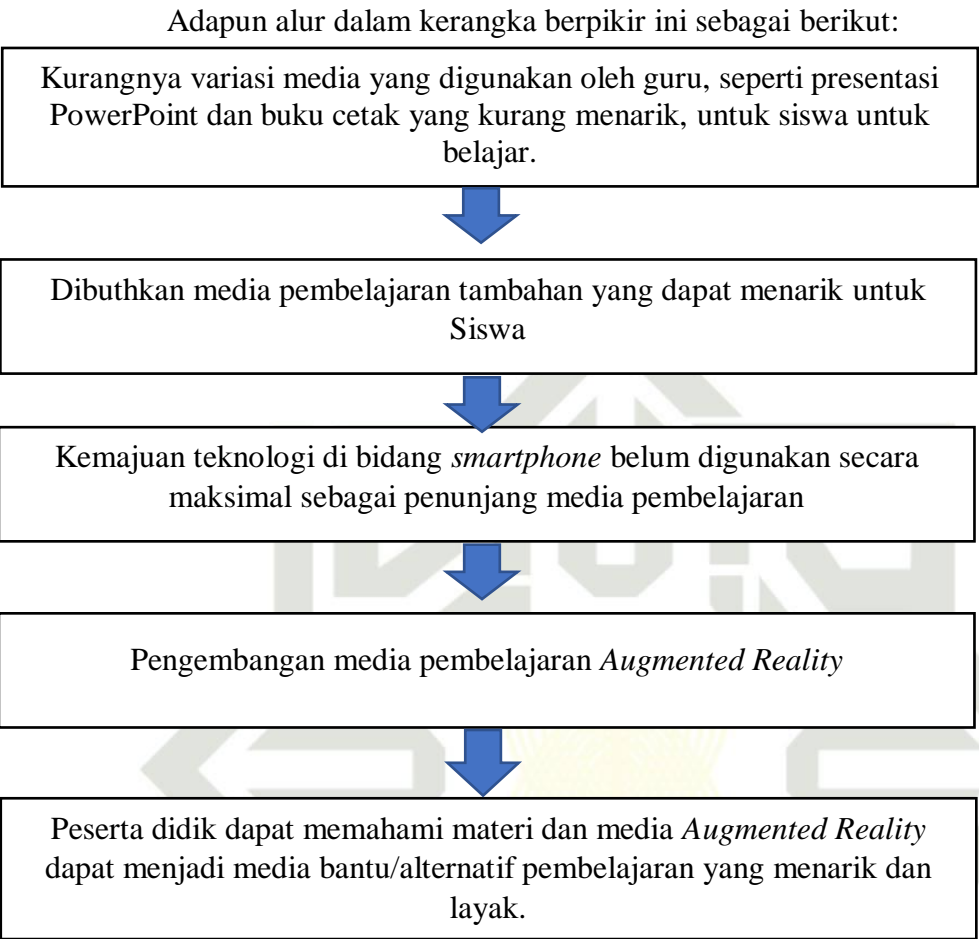 Adapun alur dalam kerangka berpikir ini sebagai berikut:
Kurangnya variasi media yang digunakan oleh guru, seperti presentasi
PowerPoint dan buku cetak yang kurang menarik, untuk siswa untuk
belajar.
Dibuthkan media pembelajaran tambahan yang dapat menarik untuk
Siswa
Kemajuan teknologi di bidang smartphone belum digunakan secara
maksimal sebagai penunjang media pembelajaran
Pengembangan media pembelajaran Augmented Reality
Peserta didik dapat memahami materi dan media Augmented Reality
dapat menjadi media bantu/alternatif pembelajaran yang menarik dan
layak.